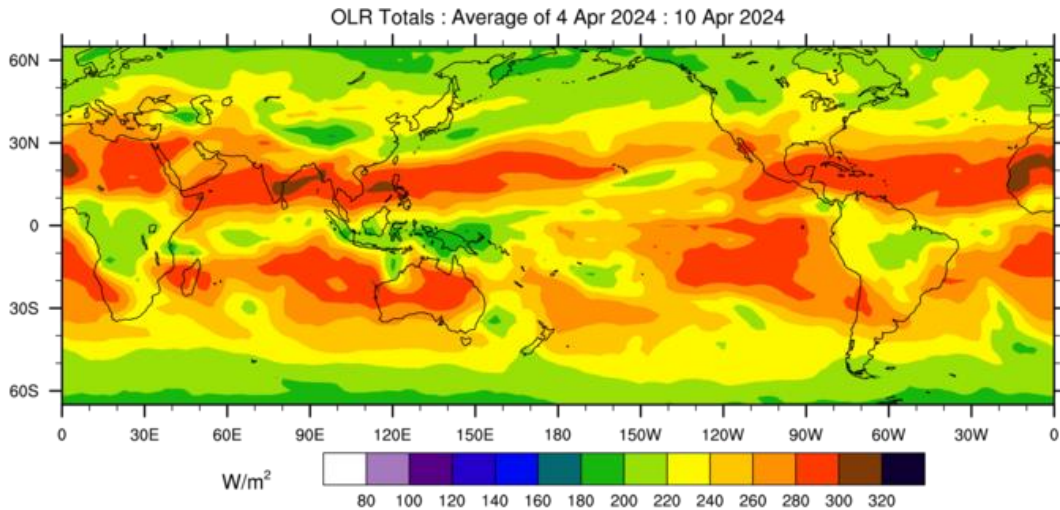 OLR Totals : Average of 4 Apr 2024 : 10 Apr 2024
60N
30N
0
30S
60S
0 30E 60E 90E 120E 150E 180 150W 120W 90W 60W 30W 0
W/m²
80 100 120 140 160 180 200 220 240 260 280 300 320